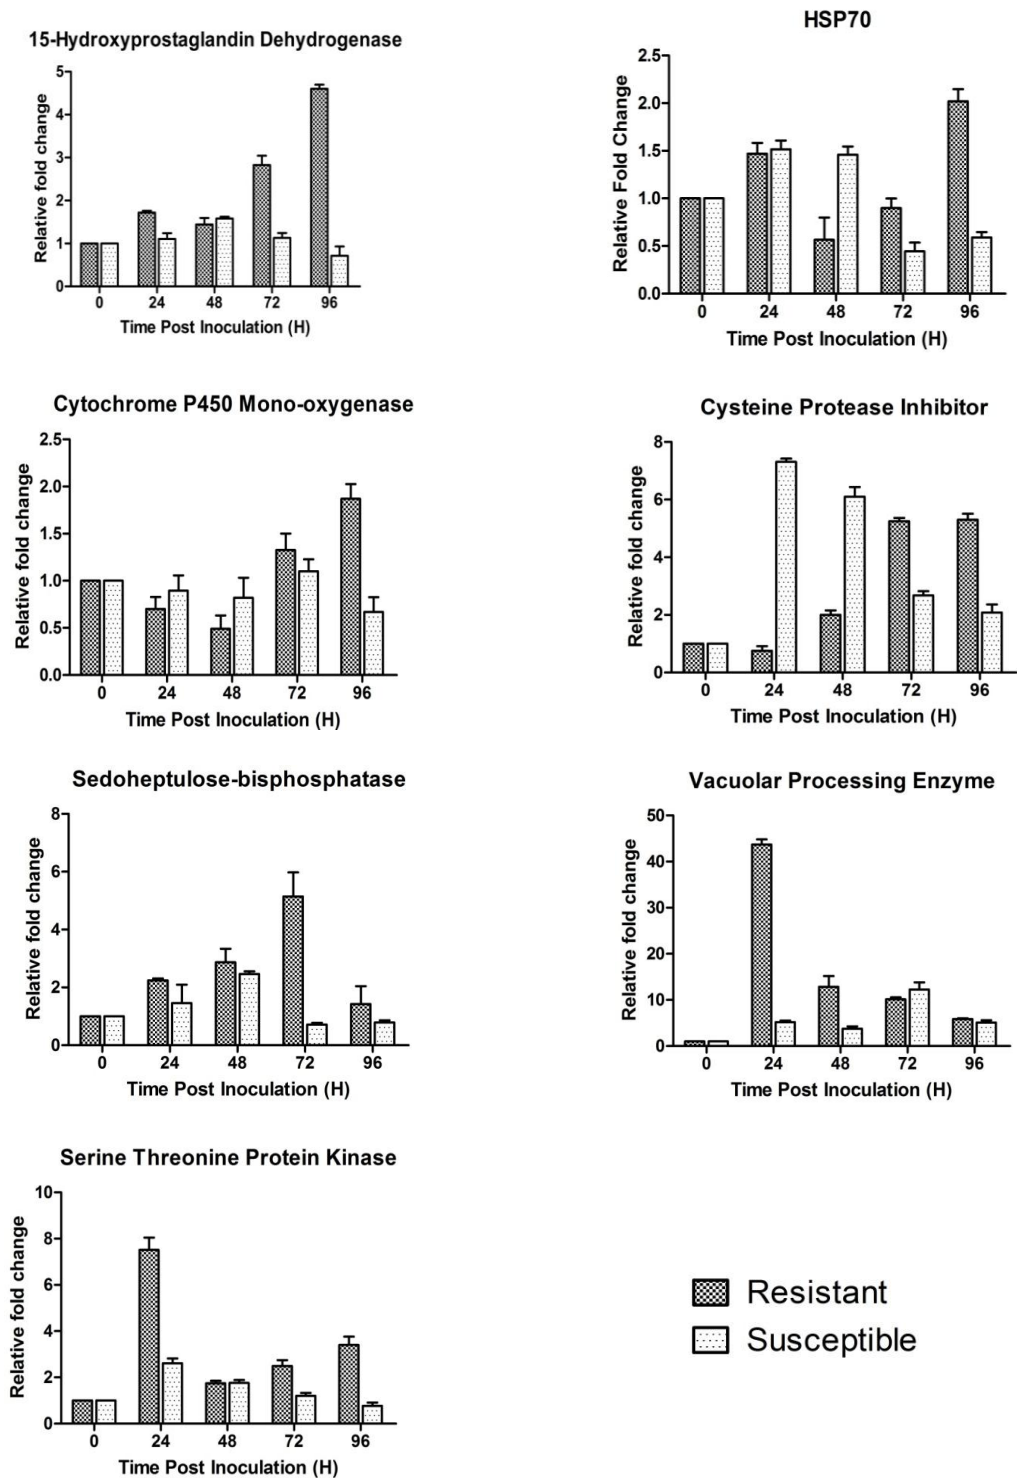 15-Hydroxyprostaglandin Dehydrogenase
Relative fold change
5
4
3
2
1
0
0 24 48 72 96
Time Post Inoculation (H)
HSP70
Relative Fold Change
2.5
2.0
1.5
1.0
0.5
0.0
0 24 48 72 96
Time Post Inoculation (H)
Cytochrome P450 Mono-oxygenase
Relative fold change
2.5
2.0
1.5
1.0
0.5
0.0
0 24 48 72 96
Time Post Inoculation (H)
Cysteine Protease Inhibitor
Relative fold change
8
6
4
2
0
0 24 48 72 96
Time Post Inoculation (H)
Sedoheptulose-bisphosphatase
Relative fold change
8
6
4
2
0
0 24 48 72 96
Time Post Inoculation (H)
Vacuolar Processing Enzyme
Relative fold change
50
40
30
20
10
0
0 24 48 72 96
Time Post Inoculation (H)
Serine Threonine Protein Kinase
Relative fold change
10
8
6
4
2
0
0 24 48 72 96
Time Post Inoculation (H)
Resistant
Susceptible